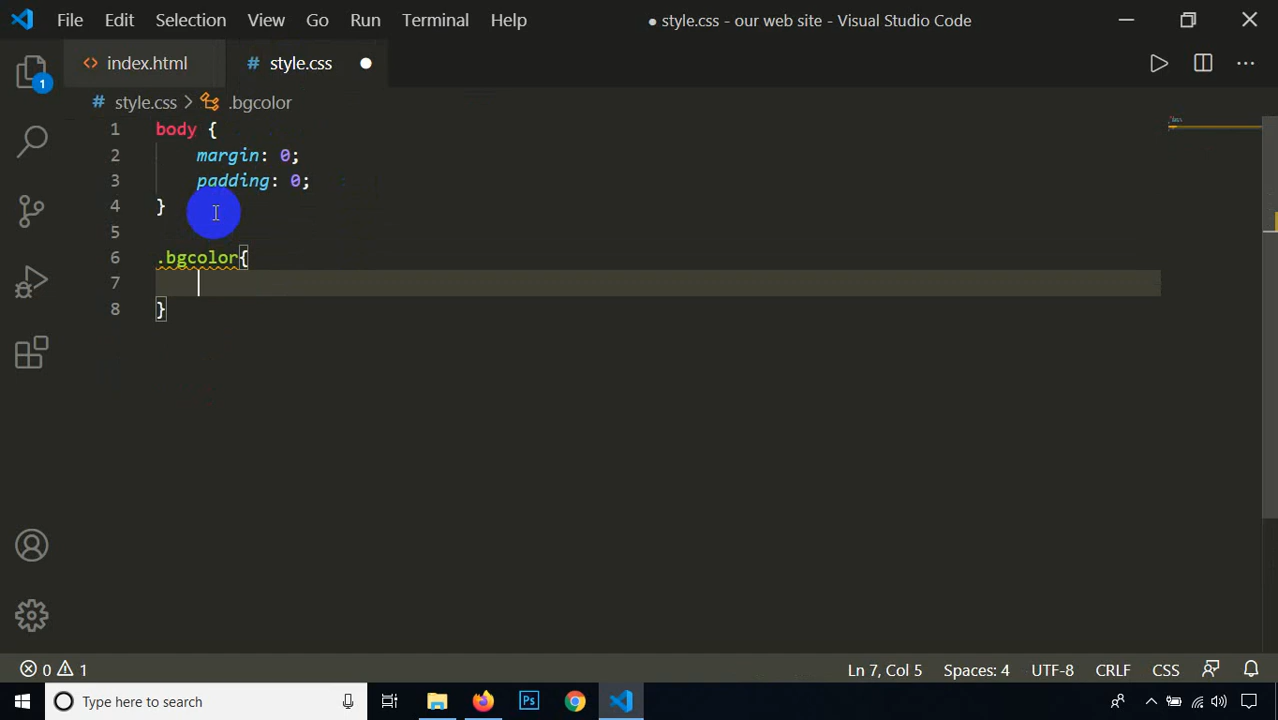 File Edit Selection View Go Run Terminal Help ● style.css - our web site - Visual Studio Code
index.html # style.css ●
# style.css > .bgcolor
1 body {
2 margin: 0;
3 padding: 0;
4 }
5
6 .bgcolor{
7
8 }
1
0 1 Ln 7, Col 5 Spaces: 4 UTF-8 CRLF CSS
Type here to search Ps